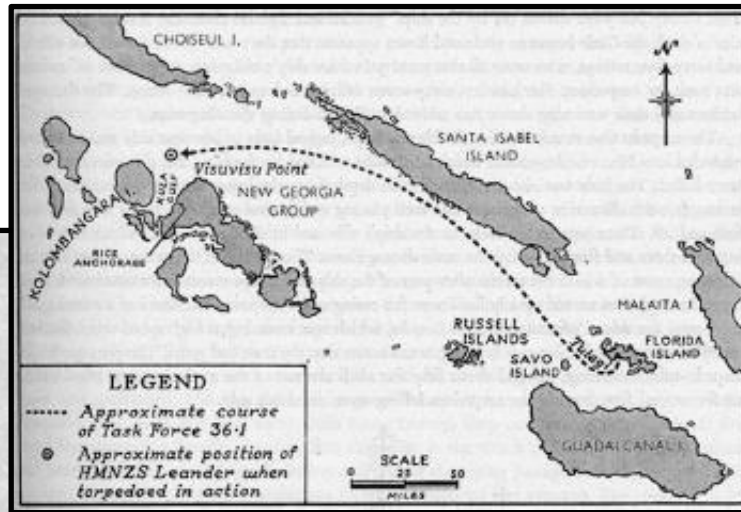 CHOISEUL I.
N
SANTA ISABEL
ISLAND
Visuvisu Point
KULA GULF
NEW GEORGIA
GROUP
KOLOMBANGARA
RICE
ANCHORAGE
MALAITA I.
RUSSELL
ISLANDS
FLORIDA
ISLAND
Tulagi
SAVO
ISLAND
GUADALCANAL I.
LEGEND
Approximate course
of Task Force 36·1
Approximate position of
HMNZS Leander when
torpedoed in action
SCALE
0 25 50
MILES